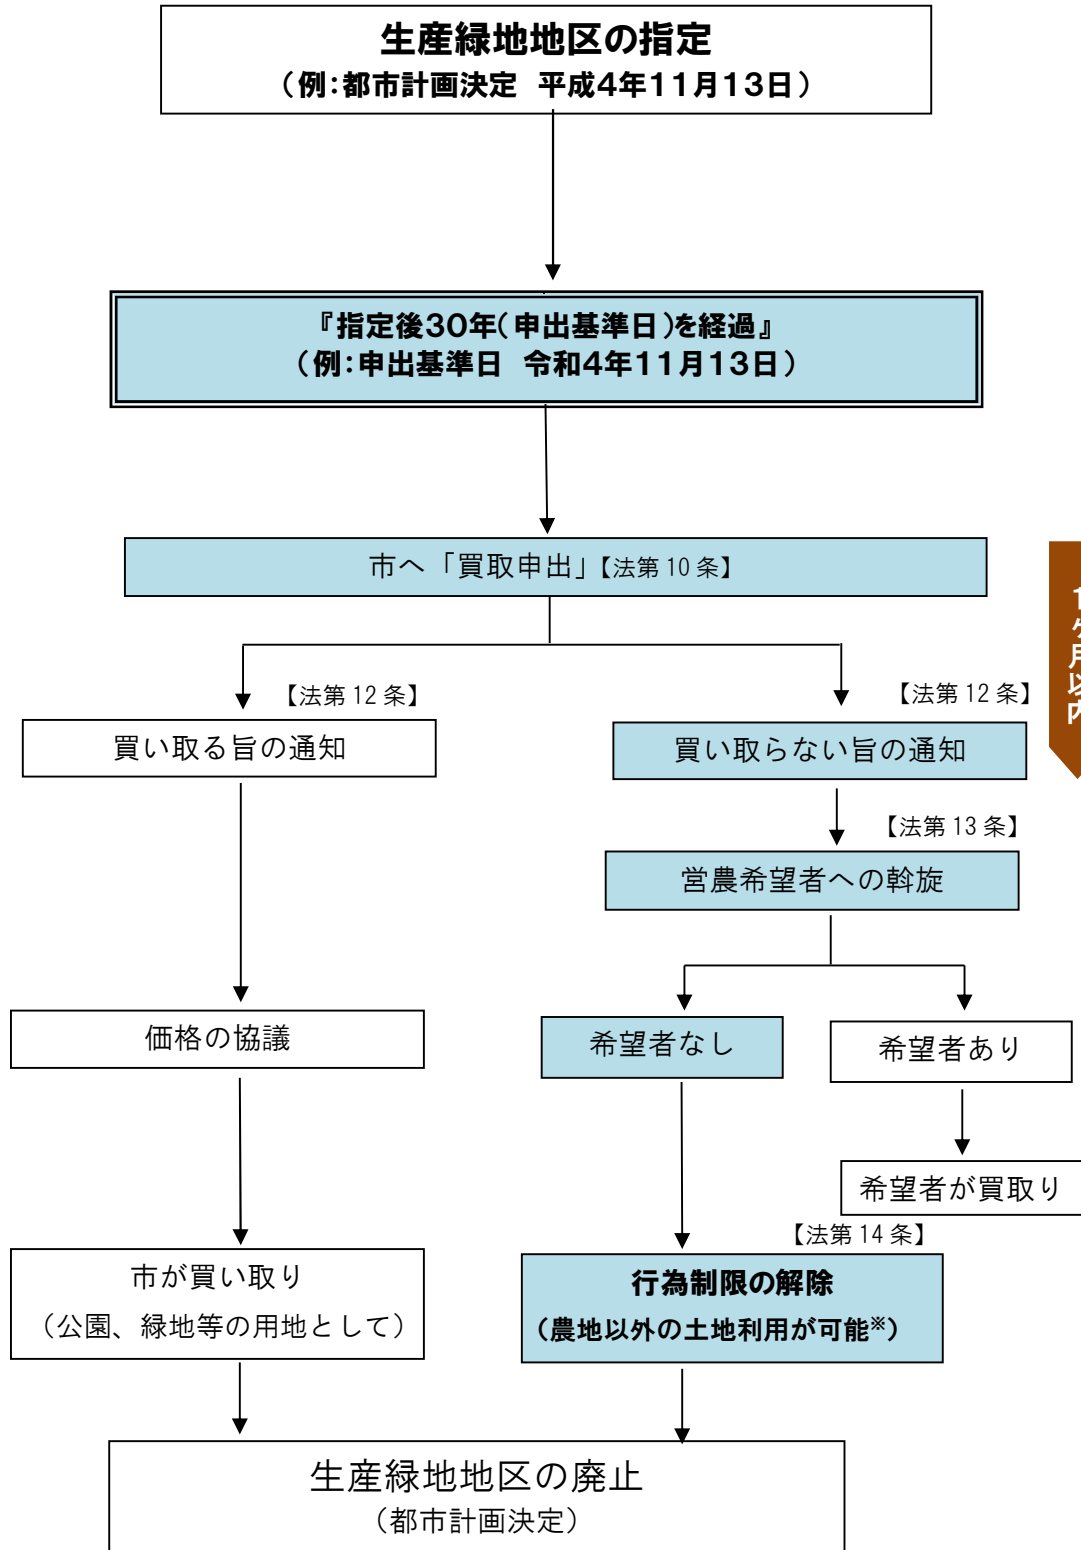 生産緑地地区の指定
(例:都市計画決定 平成4年11月13日)
『指定後30年(申出基準日)を経過』
(例:申出基準日 令和4年11月13日)
市へ「買取申出」【法第10条】
1ヶ月以内
【法第12条】
【法第12条】
買い取る旨の通知
買い取らない旨の通知
【法第13条】
営農希望者への斡旋
価格の協議
希望者なし
希望者あり
希望者が買取り
【法第14条】
市が買い取り
(公園、緑地等の用地として)
行為制限の解除
(農地以外の土地利用が可能※)
生産緑地地区の廃止
(都市計画決定)